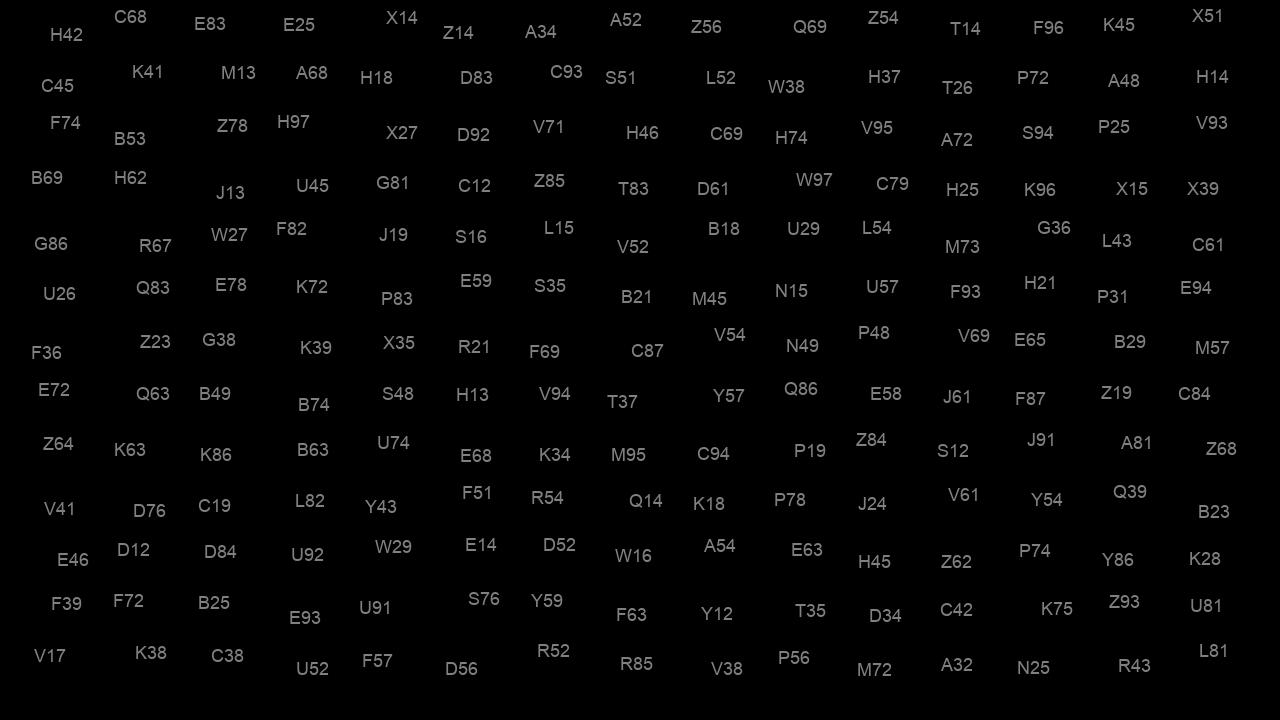 H42 C68 E83 E25 X14 Z14 A34 A52 Z56 Q69 Z54 T14 F96 K45 X51
C45 K41 M13 A68 H18 D83 C93 S51 L52 W38 H37 T26 P72 A48 H14
F74 B53 Z78 H97 X27 D92 V71 H46 C69 H74 V95 A72 S94 P25 V93
B69 H62 J13 U45 G81 C12 Z85 T83 D61 W97 C79 H25 K96 X15 X39
G86 R67 W27 F82 J19 S16 L15 V52 B18 U29 L54 M73 G36 L43 C61
U26 Q83 E78 K72 P83 E59 S35 B21 M45 N15 U57 F93 H21 P31 E94
F36 Z23 G38 K39 X35 R21 F69 C87 V54 N49 P48 V69 E65 B29 M57
E72 Q63 B49 B74 S48 H13 V94 T37 Y57 Q86 E58 J61 F87 Z19 C84
Z64 K63 K86 B63 U74 E68 K34 M95 C94 P19 Z84 S12 J91 A81 Z68
V41 D76 C19 L82 Y43 F51 R54 Q14 K18 P78 J24 V61 Y54 Q39 B23
E46 D12 D84 U92 W29 E14 D52 W16 A54 E63 H45 Z62 P74 Y86 K28
F39 F72 B25 E93 U91 S76 Y59 F63 Y12 T35 D34 C42 K75 Z93 U81
V17 K38 C38 U52 F57 D56 R52 R85 V38 P56 M72 A32 N25 R43 L81